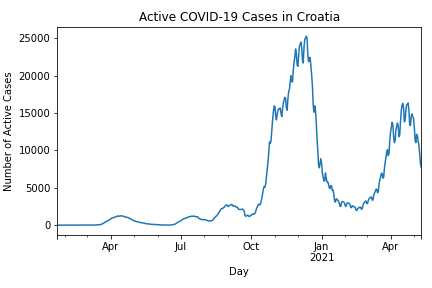 Active COVID-19 Cases in Croatia
Number of Active Cases
25000
20000
15000
10000
5000
0
Apr Jul Oct Jan Apr
2021
Day